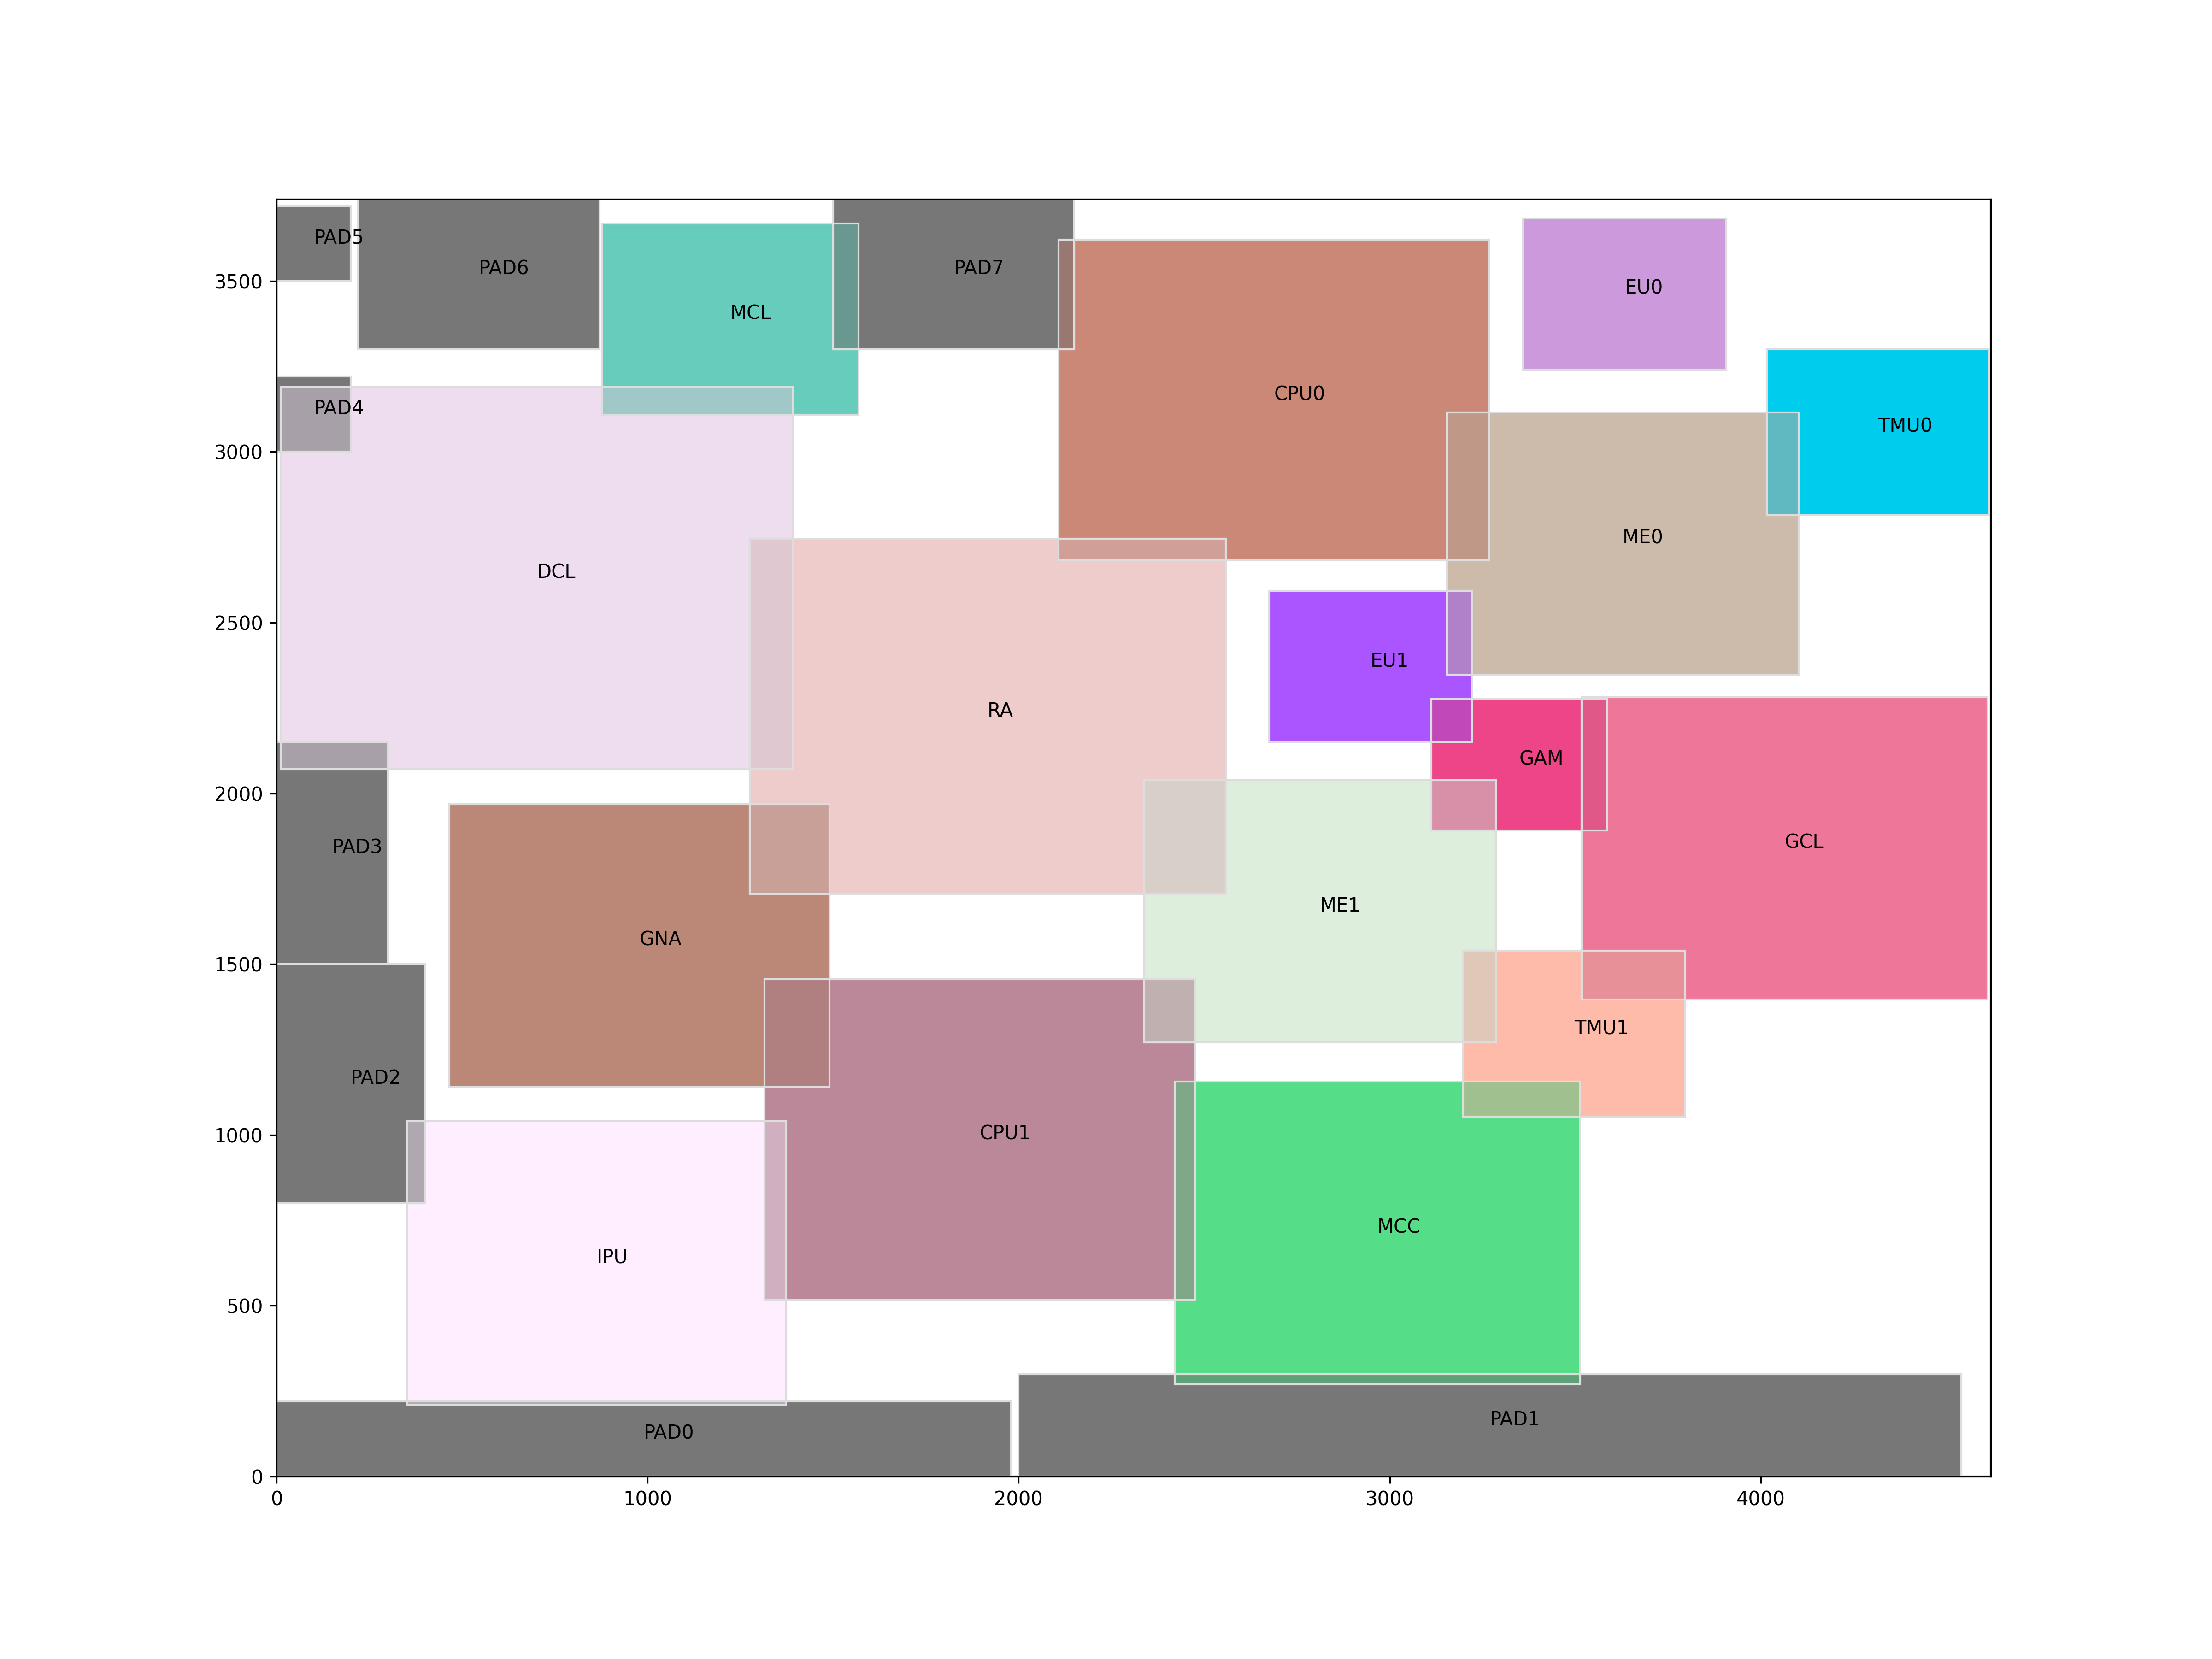 PAD5
PAD6
PAD7
EU0
3500
MCL
CPU0
PAD4
TMU0
3000
ME0
DCL
2500
EU1
RA
GAM
2000
PAD3
GCL
ME1
GNA
1500
TMU1
PAD2
CPU1
1000
MCC
IPU
500
PAD1
PAD0
0
0 1000 2000 3000 4000